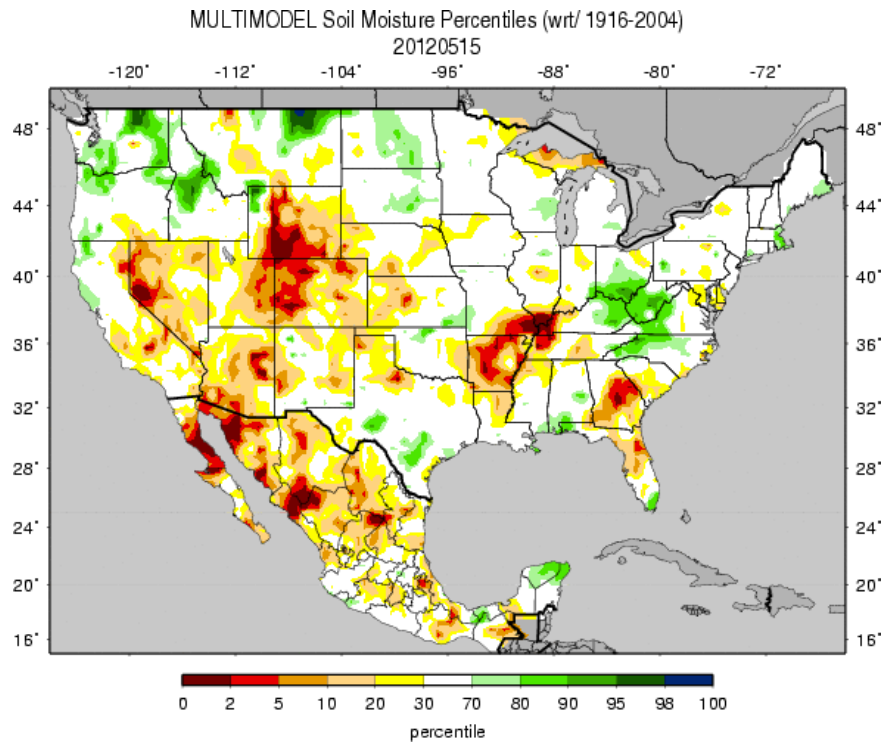 MULTIMODEL Soil Moisture Percentiles (wrt/ 1916-2004)
20120515
-120° -112° -104° -96° -88° -80° -72°
48° 48°
44° 44°
40° 40°
36° 36°
32° 32°
28° 28°
24° 24°
20° 20°
16° 16°
0 2 5 10 20 30 70 80 90 95 98 100
percentile